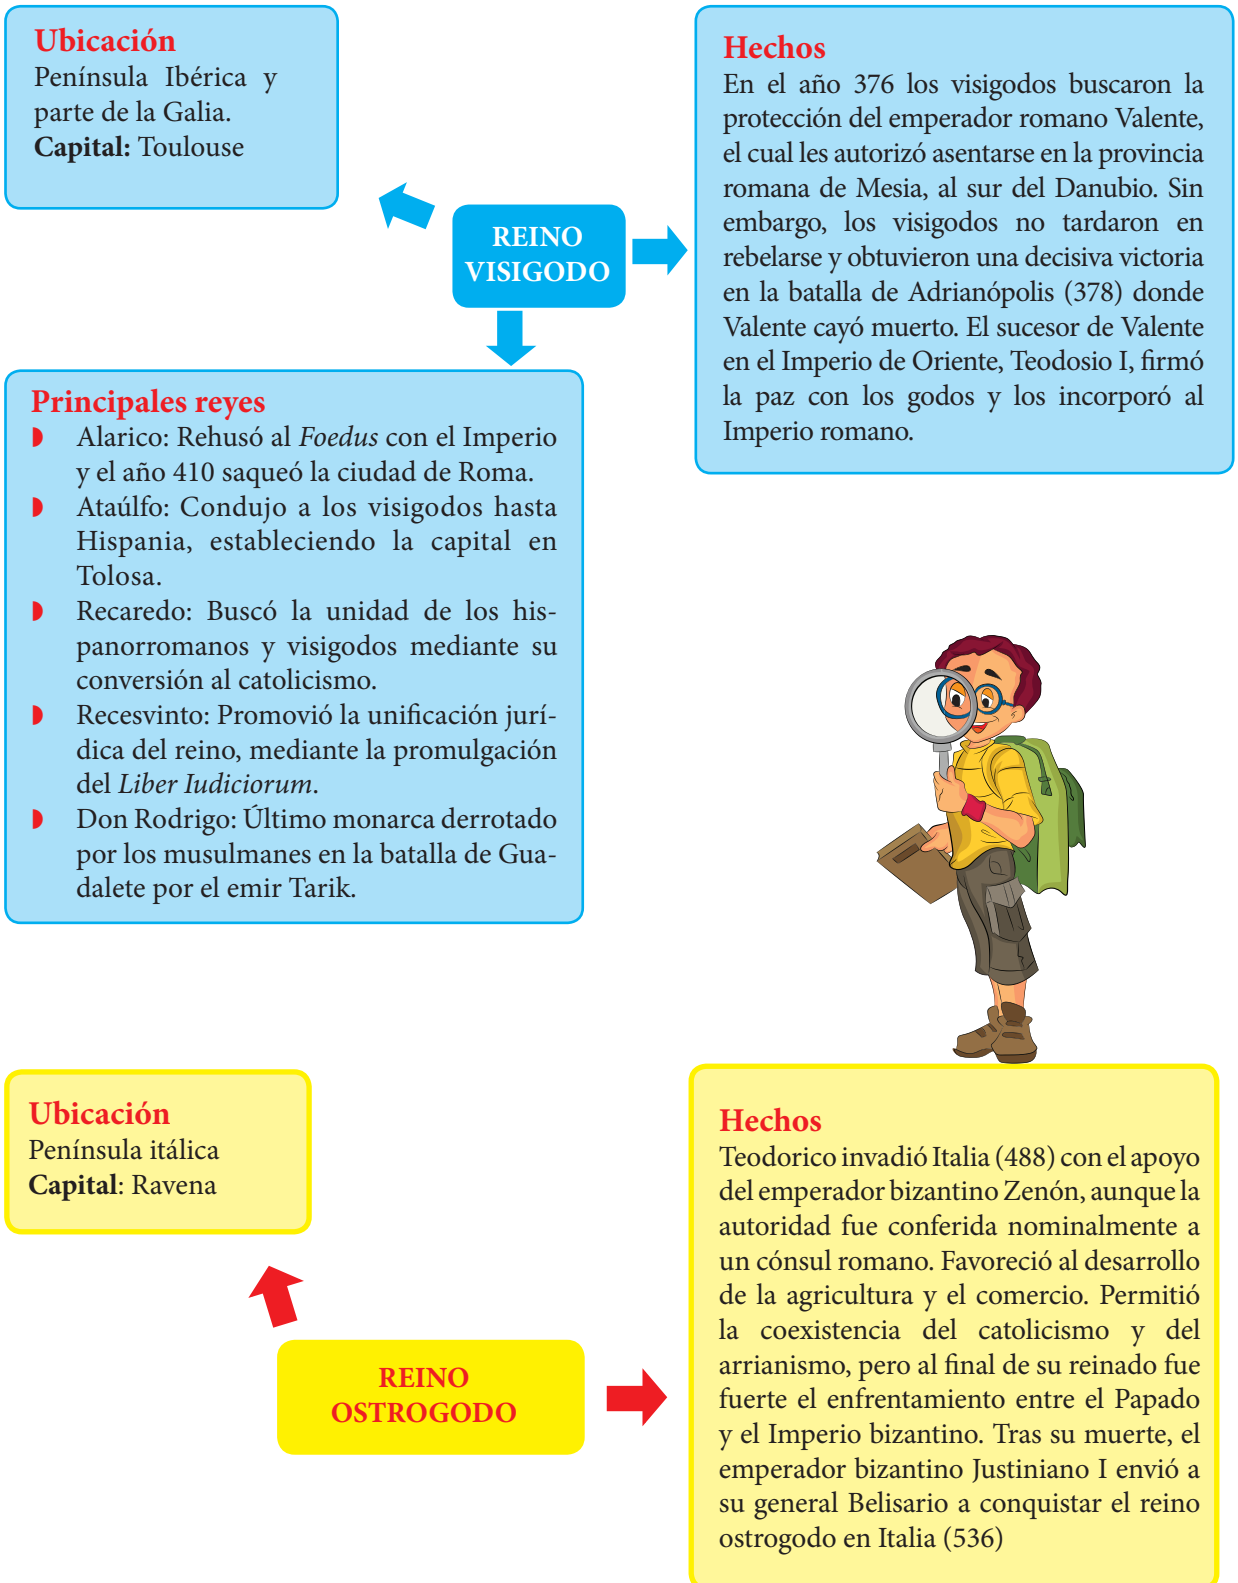 Ubicación
Península Ibérica y
parte de la Galia.
Capital: Toulouse
Hechos
En el año 376 los visigodos buscaron la
protección del emperador romano Valente,
el cual les autorizó asentarse en la provincia
romana de Mesia, al sur del Danubio. Sin
embargo, los visigodos no tardaron en
rebelarse y obtuvieron una decisiva victoria
en la batalla de Adrianópolis (378) donde
Valente cayó muerto. El sucesor de Valente
en el Imperio de Oriente, Teodosio I, firmó
la paz con los godos y los incorporó al
Imperio romano.
REINO
VISIGODO
Principales reyes
Alarico: Rehusó al Foedus con el Imperio
y el año 410 saqueó la ciudad de Roma.
Ataúlfo: Condujo a los visigodos hasta
Hispania, estableciendo la capital en
Tolosa.
Recaredo: Buscó la unidad de los his-
panorromanos y visigodos mediante su
conversión al catolicismo.
Recesvinto: Promovió la unificación jurí-
dica del reino, mediante la promulgación
del Liber Iudiciorum.
Don Rodrigo: Último monarca derrotado
por los musulmanes en la batalla de Gua-
dalete por el emir Tarik.
Ubicación
Península itálica
Capital: Ravena
Hechos
Teodorico invadió Italia (488) con el apoyo
del emperador bizantino Zenón, aunque la
autoridad fue conferida nominalmente a
un cónsul romano. Favoreció al desarrollo
de la agricultura y el comercio. Permitió
la coexistencia del catolicismo y del
arrianismo, pero al final de su reinado fue
fuerte el enfrentamiento entre el Papado
y el Imperio bizantino. Tras su muerte, el
emperador bizantino Justiniano I envió a
su general Belisario a conquistar el reino
ostrogodo en Italia (536)
REINO
OSTROGODO